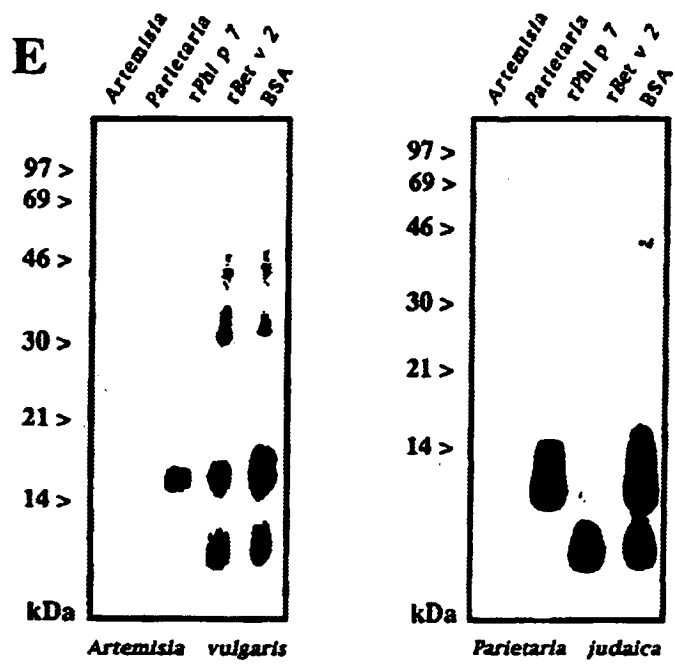 E
Artemisia Parietaria rPhl p 7 rBet v 2 BSA
97 >
69 >
46 >
30 >
21 >
14 >
kDa
Artemisia vulgaris
Artemisia Parietaria rPhl p 7 rBet v 2 BSA
97 >
69 >
46 >
30 >
21 >
14 >
kDa
Parietaria judaica